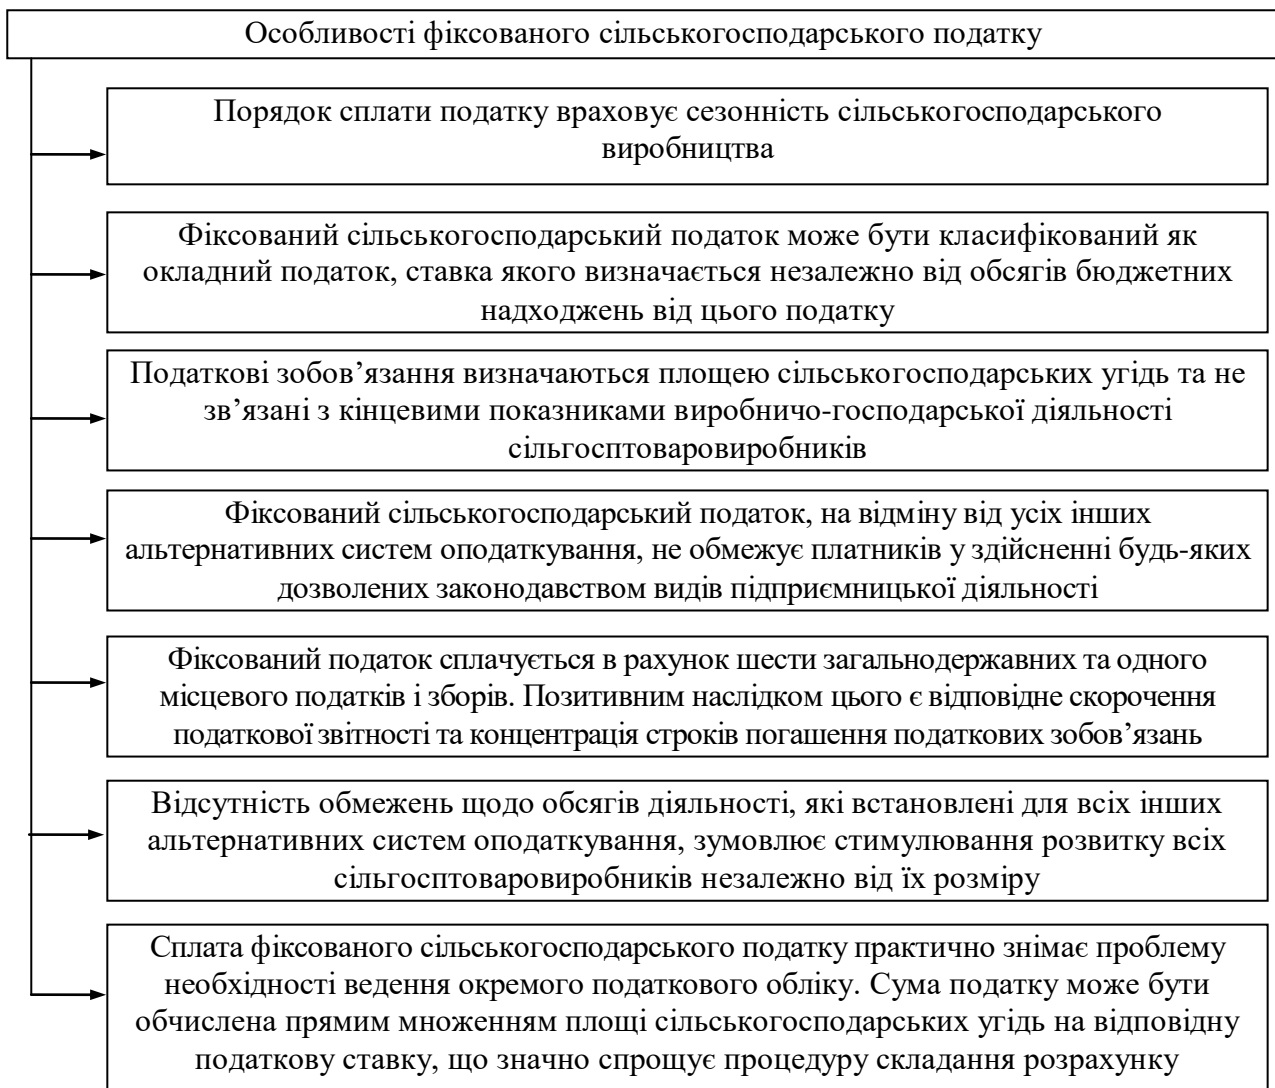 Особливості фіксованого сільськогосподарського податку
Порядок сплати податку враховує сезонність сільськогосподарського
виробництва
Фіксований сільськогосподарський податок може бути класифікований як
окладний податок, ставка якого визначається незалежно від обсягів бюджетних
надходжень від цього податку
Податкові зобов’язання визначаються площею сільськогосподарських угідь та не
зв’язані з кінцевими показниками виробничо-господарської діяльності
сільгосптоваровиробників
Фіксований сільськогосподарський податок, на відміну від усіх інших
альтернативних систем оподаткування, не обмежує платників у здійсненні будь-яких
дозволених законодавством видів підприємницької діяльності
Фіксований податок сплачується в рахунок шести загальнодержавних та одного
місцевого податків і зборів. Позитивним наслідком цього є відповідне скорочення
податкової звітності та концентрація строків погашення податкових зобов’язань
Відсутність обмежень щодо обсягів діяльності, які встановлені для всіх інших
альтернативних систем оподаткування, зумовлює стимулювання розвитку всіх
сільгосптоваровиробників незалежно від їх розміру
Сплата фіксованого сільськогосподарського податку практично знімає проблему
необхідності ведення окремого податкового обліку. Сума податку може бути
обчислена прямим множенням площі сільськогосподарських угідь на відповідну
податкову ставку, що значно спрощує процедуру складання розрахунку